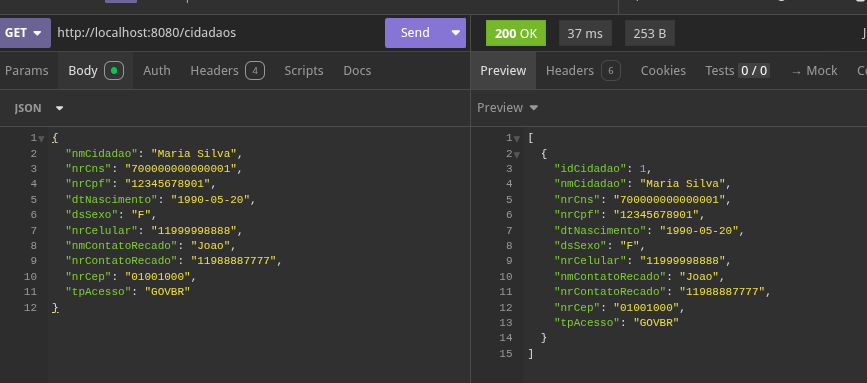 GET http://localhost:8080/cidadaos Send 200 OK 37 ms 253 B
Params Body Auth Headers 4 Scripts Docs Preview Headers 6 Cookies Tests 0 / 0 → Mock
JSON
Preview
1 {
2 "nmCidadao": "Maria Silva",
3 "nrCns": "700000000000001",
4 "nrCpf": "12345678901",
5 "dtNascimento": "1990-05-20",
6 "dsSexo": "F",
7 "nrCelular": "11999998888",
8 "nmContatoRecado": "Joao",
9 "nrContatoRecado": "11988887777",
10 "nrCep": "01001000",
11 "tpAcesso": "GOVBR"
12 }
1 [
2 {
3 "idCidadao": 1,
4 "nmCidadao": "Maria Silva",
5 "nrCns": "700000000000001",
6 "nrCpf": "12345678901",
7 "dtNascimento": "1990-05-20",
8 "dsSexo": "F",
9 "nrCelular": "11999998888",
10 "nmContatoRecado": "Joao",
11 "nrContatoRecado": "11988887777",
12 "nrCep": "01001000",
13 "tpAcesso": "GOVBR"
14 }
15 ]